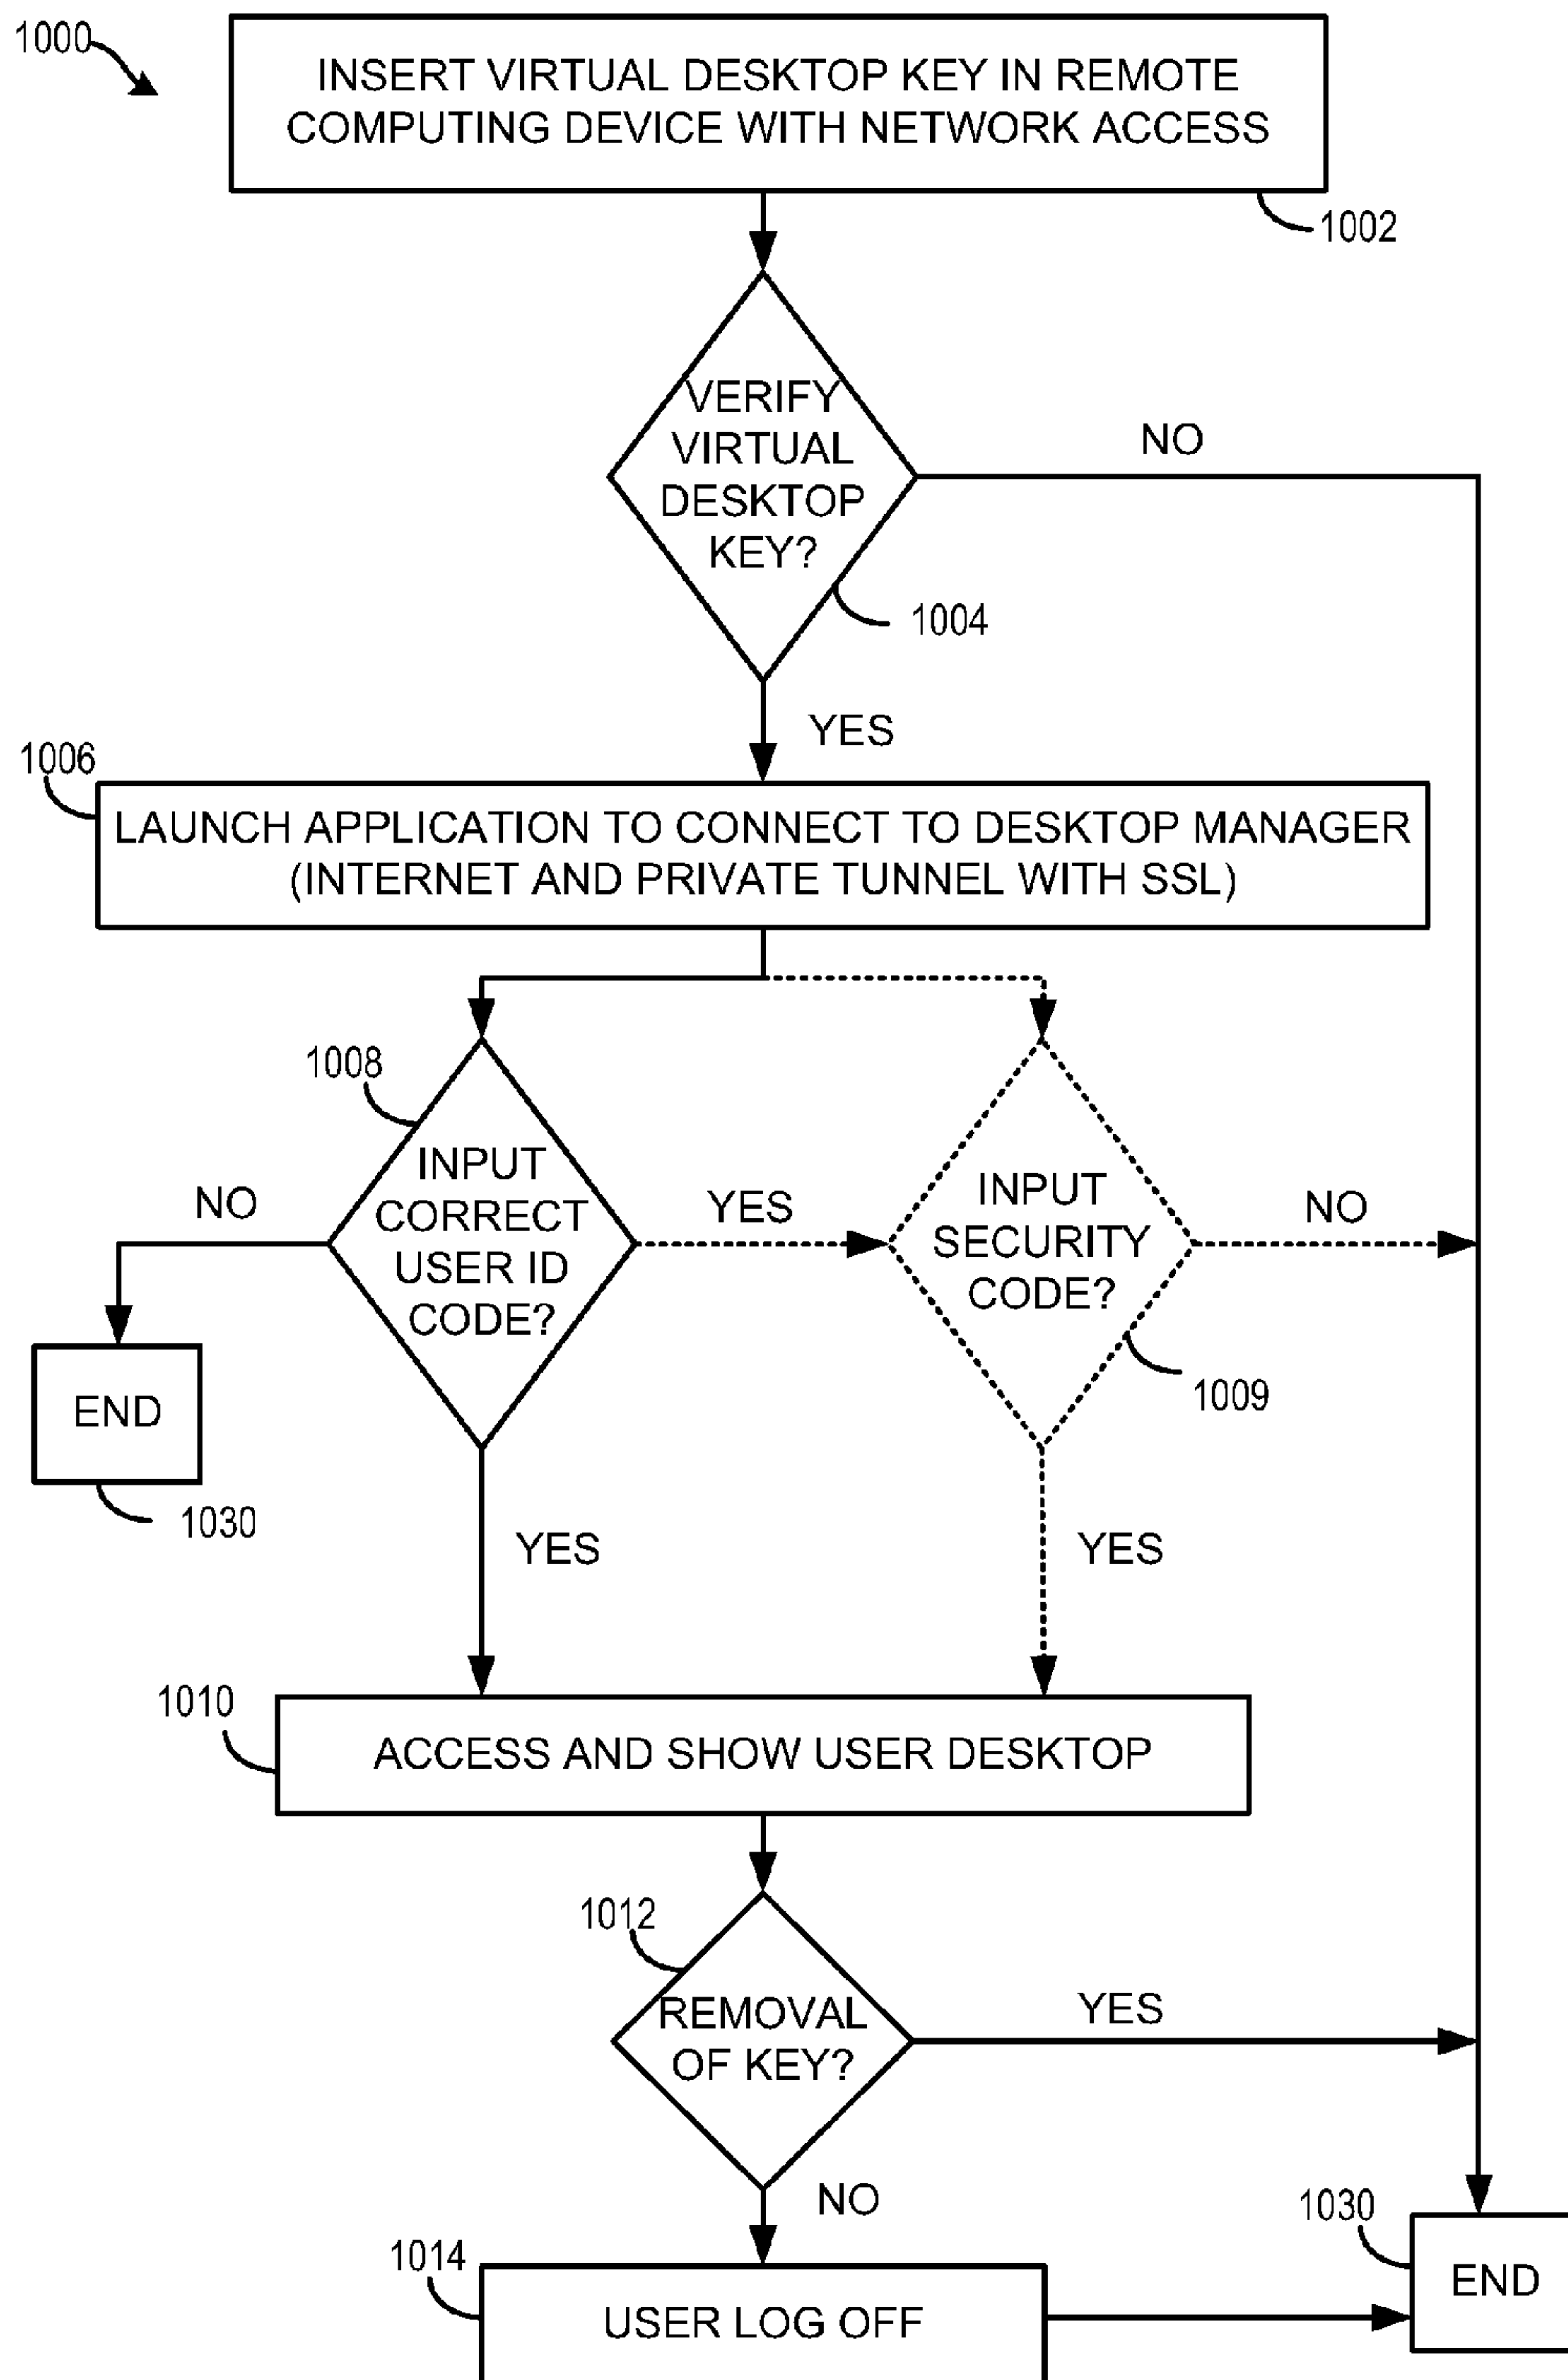 1000
INSERT VIRTUAL DESKTOP KEY IN REMOTE
COMPUTING DEVICE WITH NETWORK ACCESS
1002
VERIFY
VIRTUAL
DESKTOP
KEY?
NO
1004
YES
1006
LAUNCH APPLICATION TO CONNECT TO DESKTOP MANAGER
(INTERNET AND PRIVATE TUNNEL WITH SSL)
1008
INPUT
CORRECT
USER ID
CODE?
NO
YES
INPUT
SECURITY
CODE?
NO
1009
END
1030
YES
YES
1010
ACCESS AND SHOW USER DESKTOP
1012
REMOVAL
OF KEY?
YES
NO
1014
USER LOG OFF
1030
END